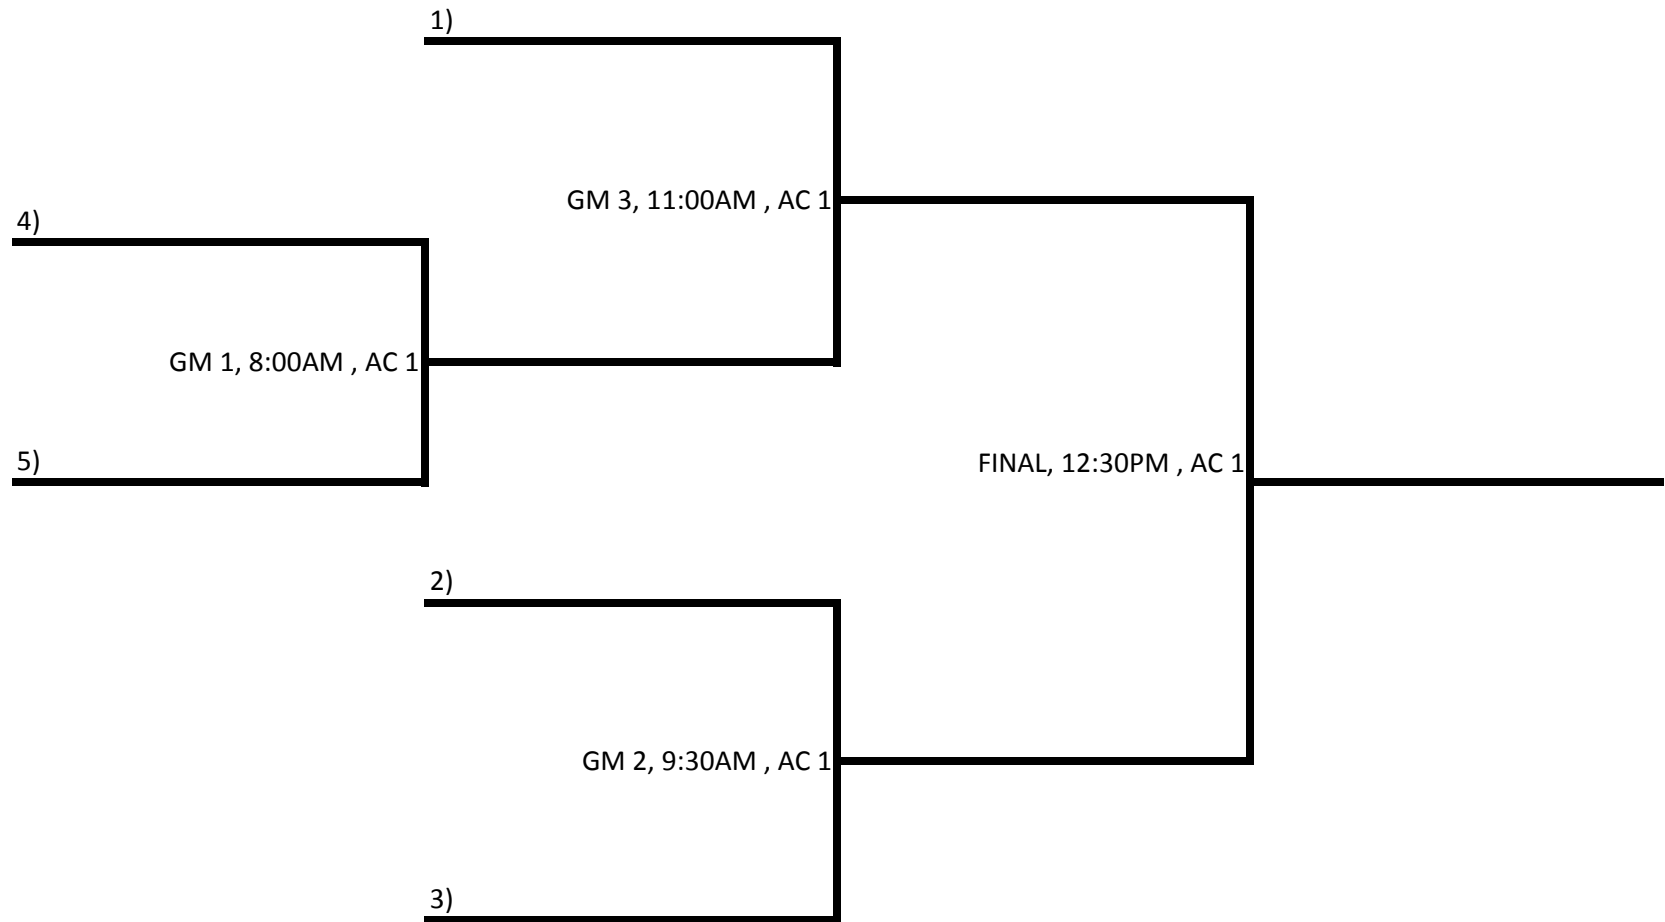 1)
GM 3, 11:00AM , AC 1
4)
GM 1, 8:00AM , AC 1
5)
FINAL, 12:30PM , AC 1
2)
GM 2, 9:30AM , AC 1
3)